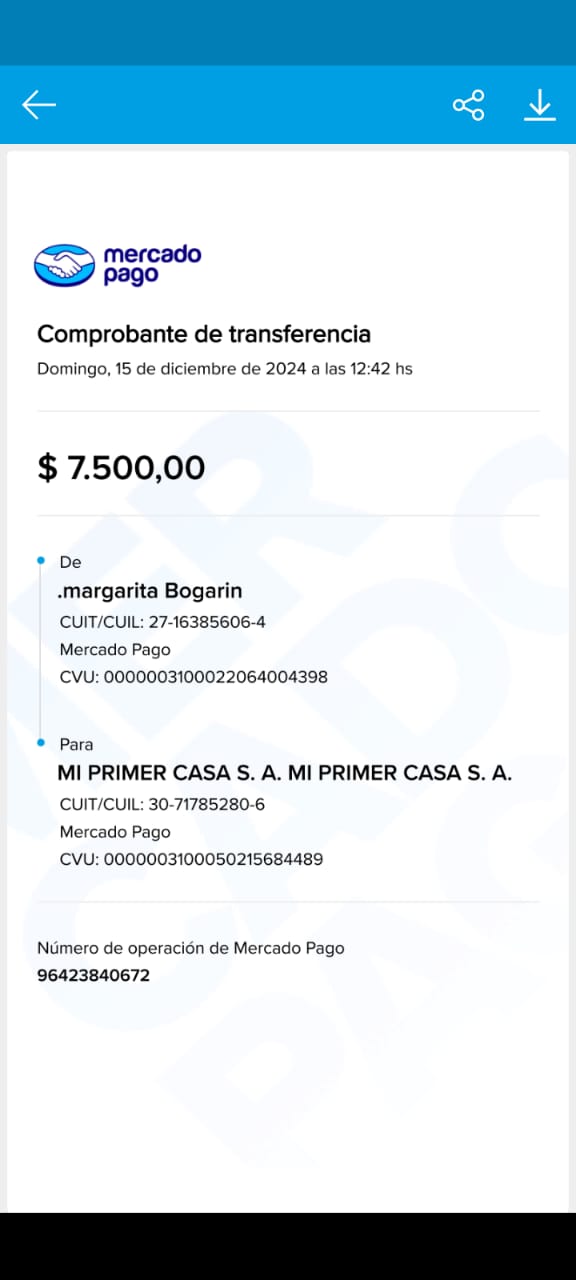 mercado
pago
Comprobante de transferencia
Domingo, 15 de diciembre de 2024 a las 12:42 hs
$ 7.500,00
De
.margarita Bogarin
CUIT/CUIL: 27-16385606-4
Mercado Pago
CVU: 0000003100022064004398
Para
MI PRIMER CASA S. A. MI PRIMER CASA S. A.
CUIT/CUIL: 30-71785280-6
Mercado Pago
CVU: 0000003100050215684489
Número de operación de Mercado Pago
96423840672